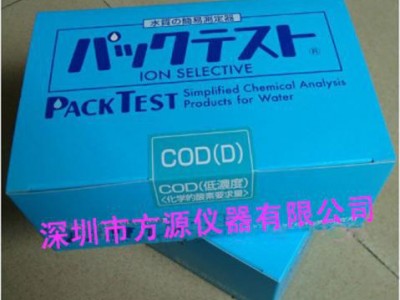 水質の簡易測定器
パックテスト®
ION SELECTIVE
PACKTEST Simplified Chemical Analysis
Products for Water
COD(D)
COD(低濃度)
<化学的酸素要求量>
深圳市方源仪器有限公司